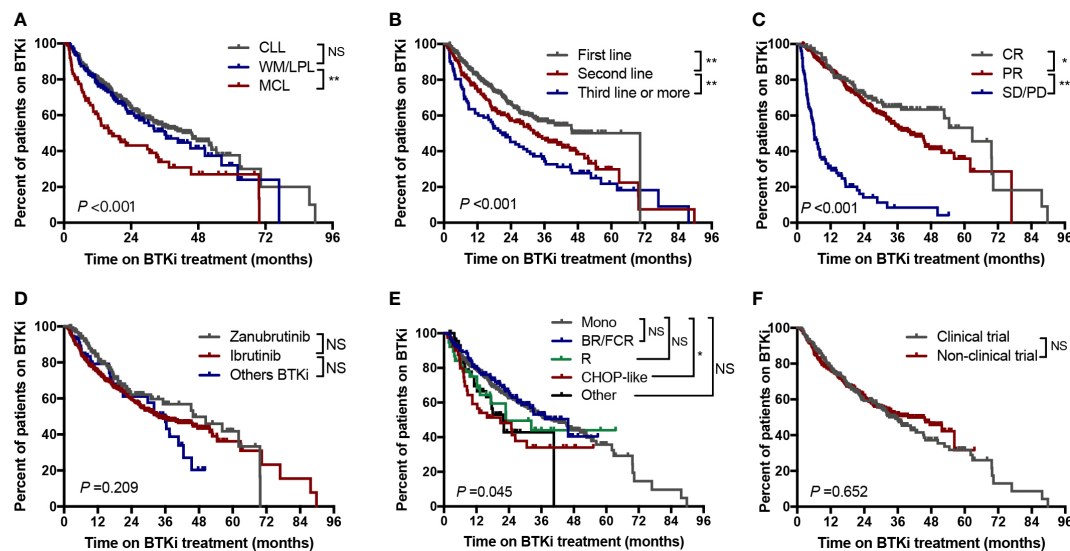 A
Percent of patients on BTKi
100
80
60
40
20
0
0 24 48 72 96
Time on BTKi treatment (months)
CLL
WM/LPL
MCL
NS
**
P <0.001
B
Percent of patients on BTKi
100
80
60
40
20
0
0 12 24 36 48 60 72 84 96
Time on BTKi treatment (months)
First line
Second line
Third line or more
**
**
P <0.001
C
Percent of patients on BTKi
100
80
60
40
20
0
0 12 24 36 48 60 72 84 96
Time on BTKi treatment (months)
CR
PR
SD/PD
*
**
P <0.001
D
Percent of patients on BTKi
100
80
60
40
20
0
0 12 24 36 48 60 72 84 96
Time on BTKi treatment (months)
Zanubrutinib
Ibrutinib
Others BTKi
NS
NS
P =0.209
E
Percent of patients on BTKi
100
80
60
40
20
0
0 12 24 36 48 60 72 84 96
Time on BTKi treatment (months)
Mono
BR/FCR
R
CHOP-like
Other
NS
NS
*
NS
P =0.045
F
Percent of patients on BTKi
100
80
60
40
20
0
0 12 24 36 48 60 72 84 96
Time on BTKi treatment (months)
Clinical trial
Non-clinical trial
NS
P =0.652